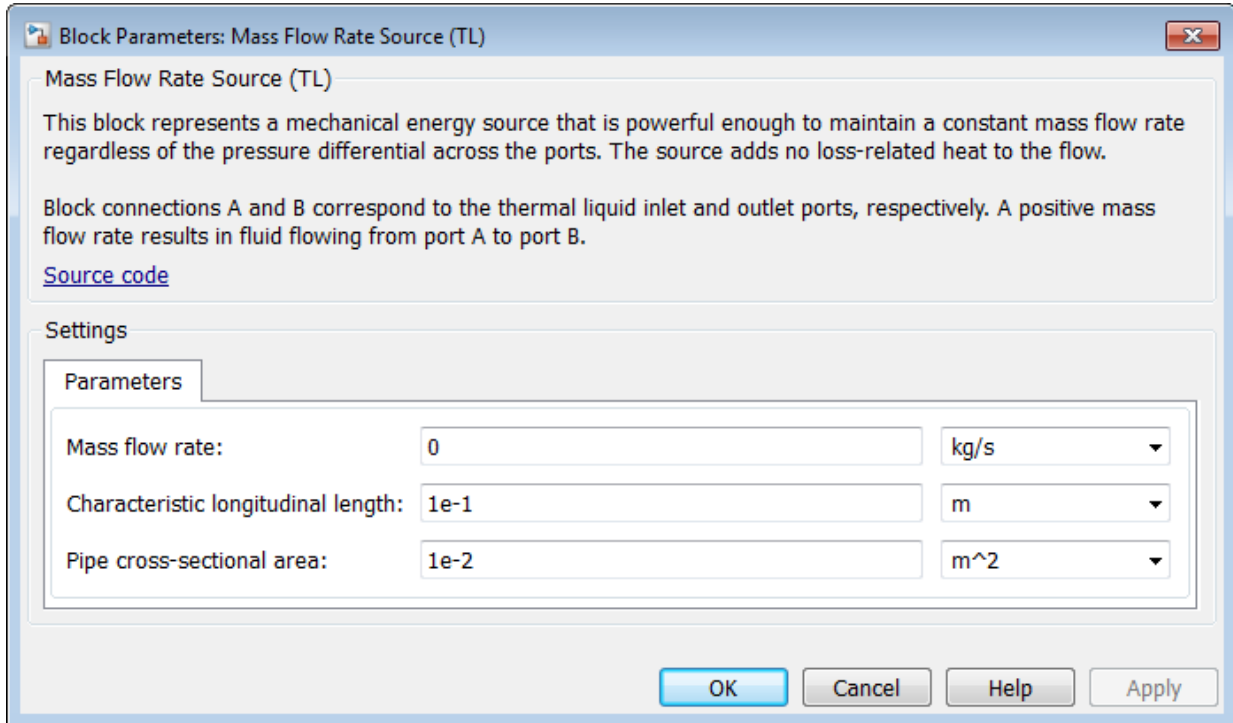 Block Parameters: Mass Flow Rate Source (TL)
Mass Flow Rate Source (TL)
This block represents a mechanical energy source that is powerful enough to maintain a constant mass flow rate
regardless of the pressure differential across the ports. The source adds no loss-related heat to the flow.
Block connections A and B correspond to the thermal liquid inlet and outlet ports, respectively. A positive mass
flow rate results in fluid flowing from port A to port B.
Source code
Settings
Parameters
Mass flow rate: 0 kg/s
Characteristic longitudinal length: 1e-1 m
Pipe cross-sectional area: 1e-2 m^2
OK Cancel Help Apply